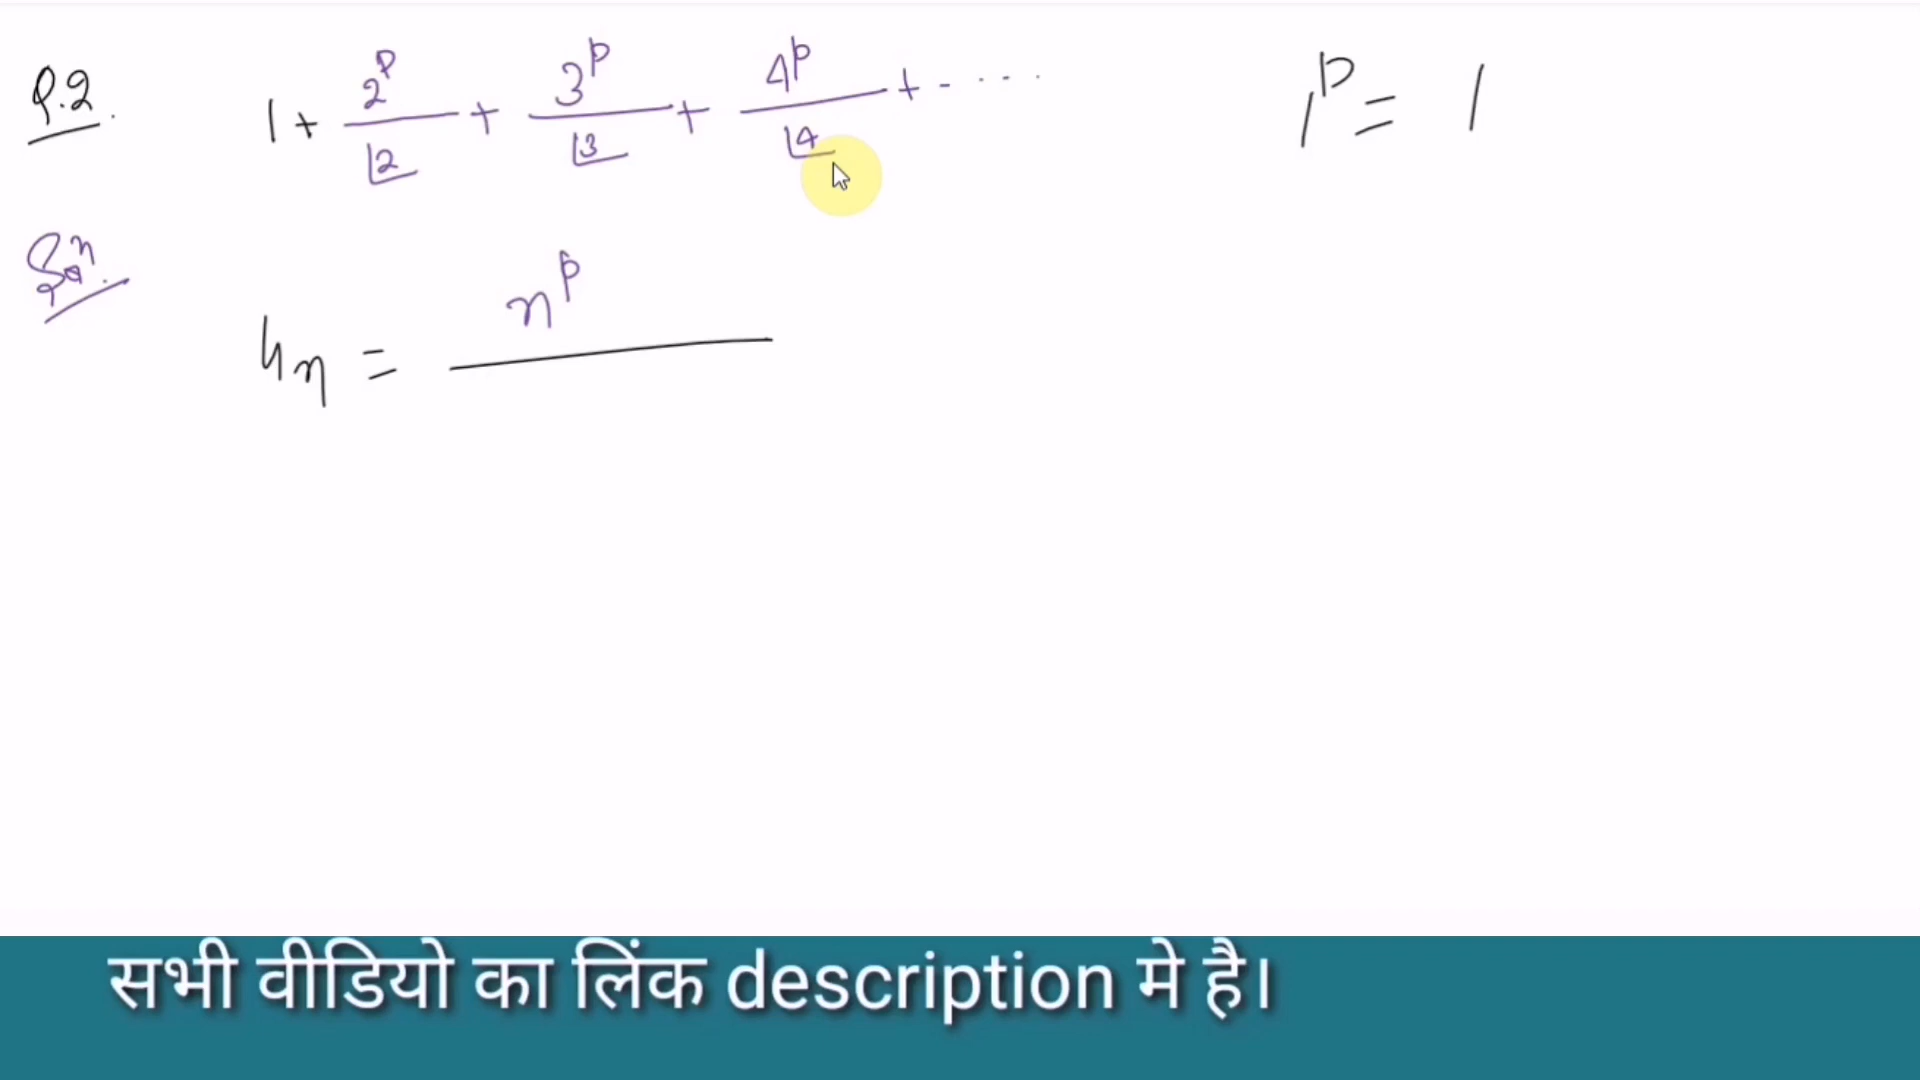 Q.2. 1 + 2^p/⌊2 + 3^p/⌊3 + 4^p/⌊4 + - · · · · 1^p = 1
Sol^n.
u_n = n^p/
सभी वीडियो का लिंक description मे है।